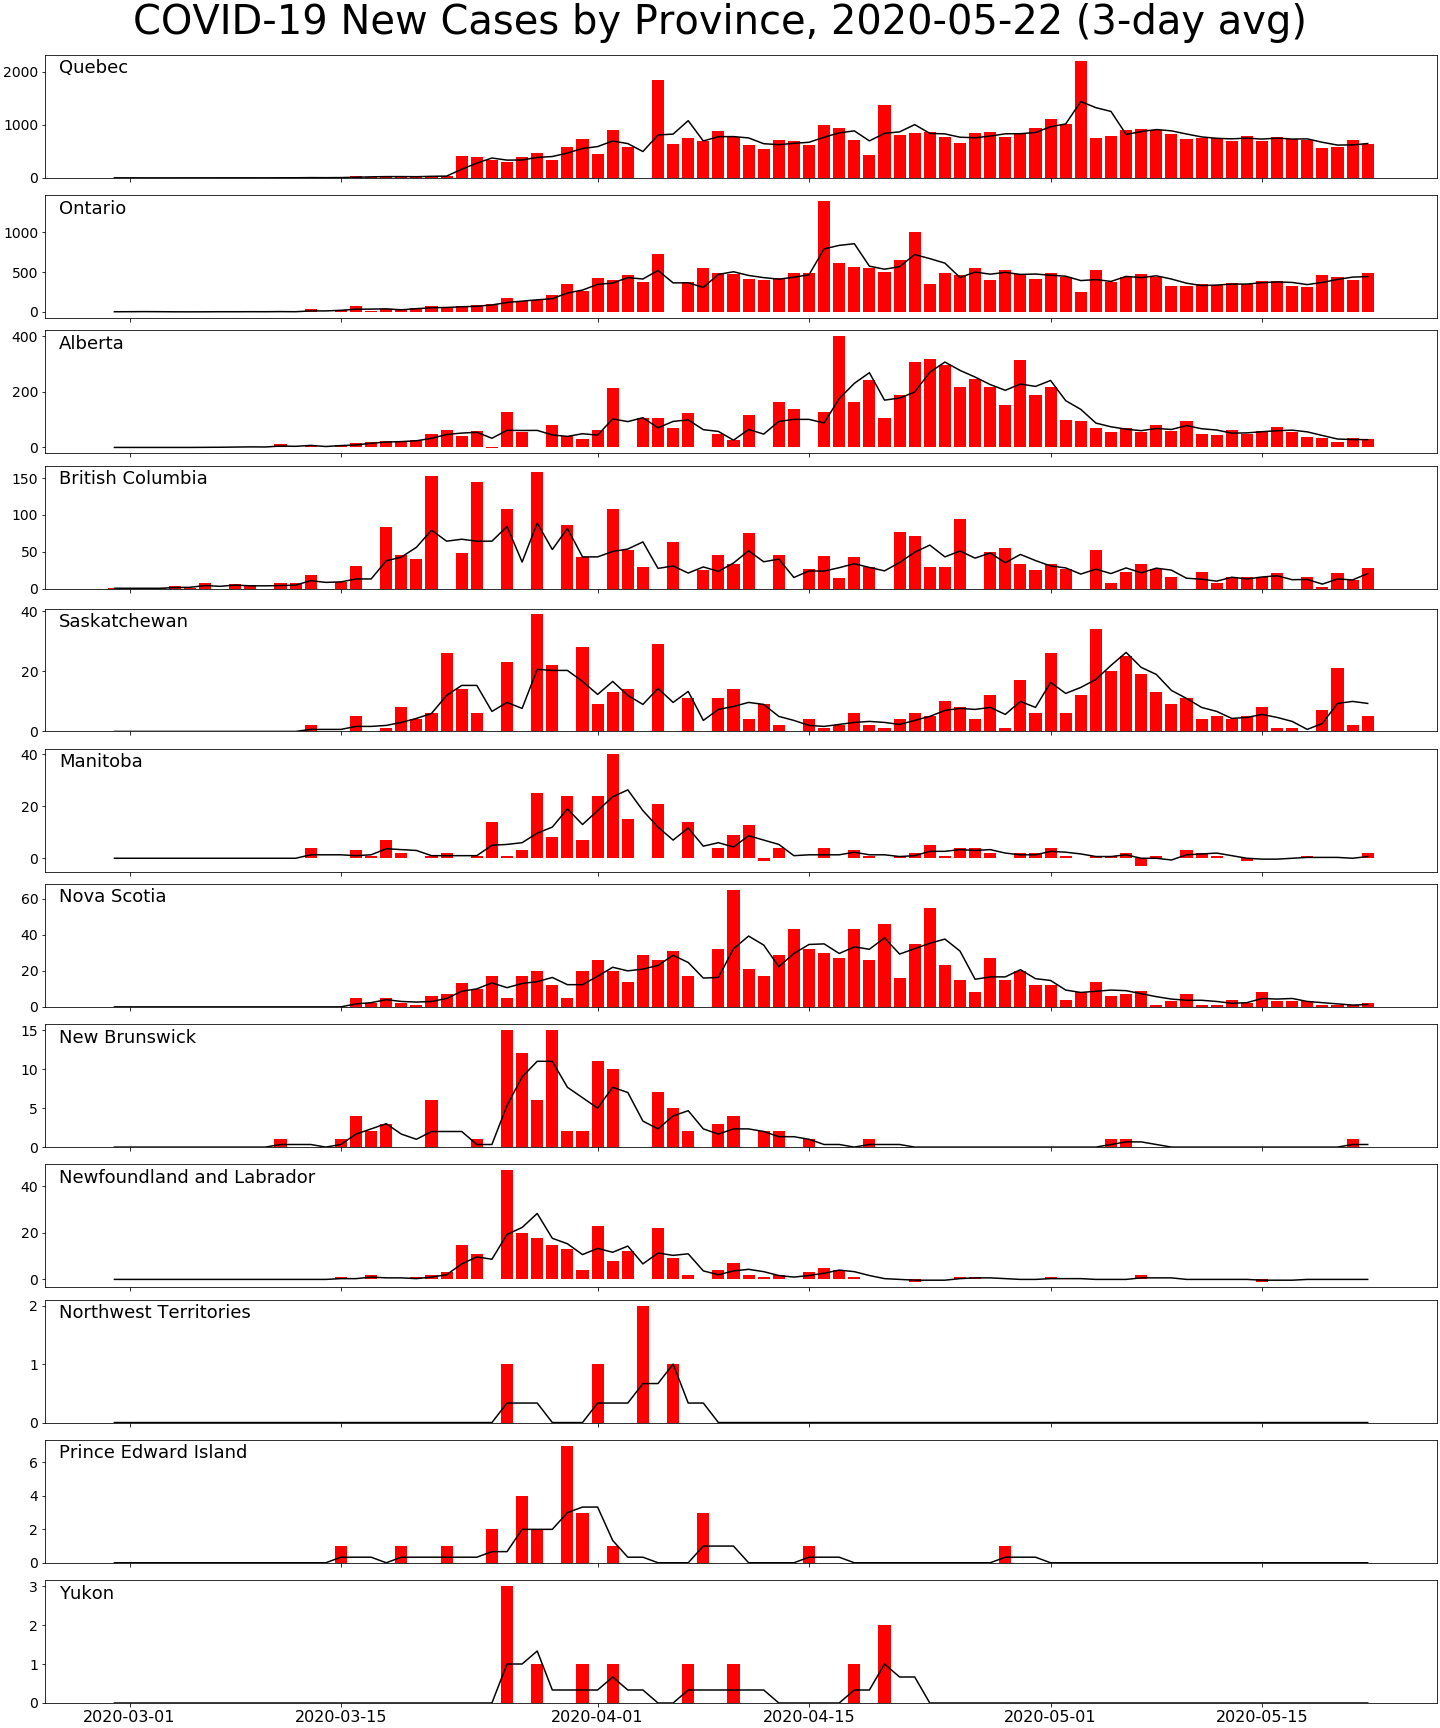 COVID-19 New Cases by Province, 2020-05-22 (3-day avg)
Quebec
2000
1000
0
Ontario
1000
500
0
Alberta
400
200
0
British Columbia
150
100
50
0
Saskatchewan
40
20
0
Manitoba
40
20
0
Nova Scotia
60
40
20
0
New Brunswick
15
10
5
0
Newfoundland and Labrador
40
20
0
Northwest Territories
2
1
0
Prince Edward Island
6
4
2
0
Yukon
3
2
1
0
2020-03-01 2020-03-15 2020-04-01 2020-04-15 2020-05-01 2020-05-15